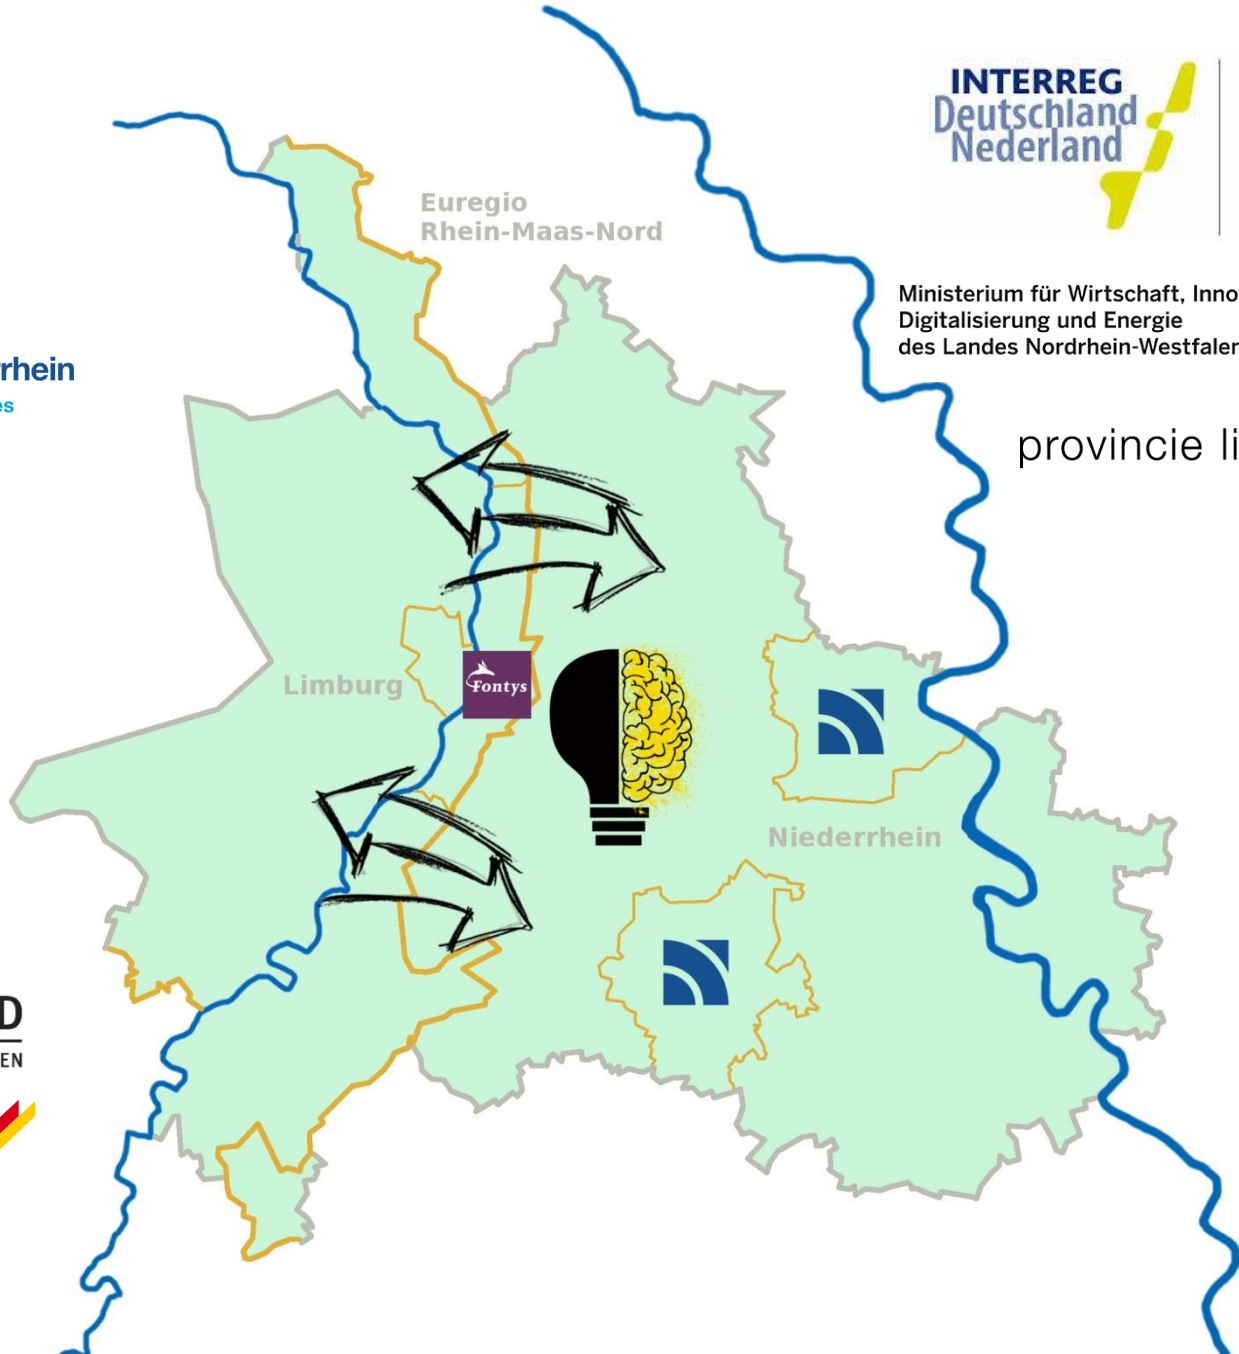 INTERREG
Deutschland
Nederland
Euregio
Rhein-Maas-Nord
Ministerium für Wirtschaft, Inno
Digitalisierung und Energie
des Landes Nordrhein-Westfalen
rhein
es
provincie li
Limburg
Fontys
Niederrhein
D
EN